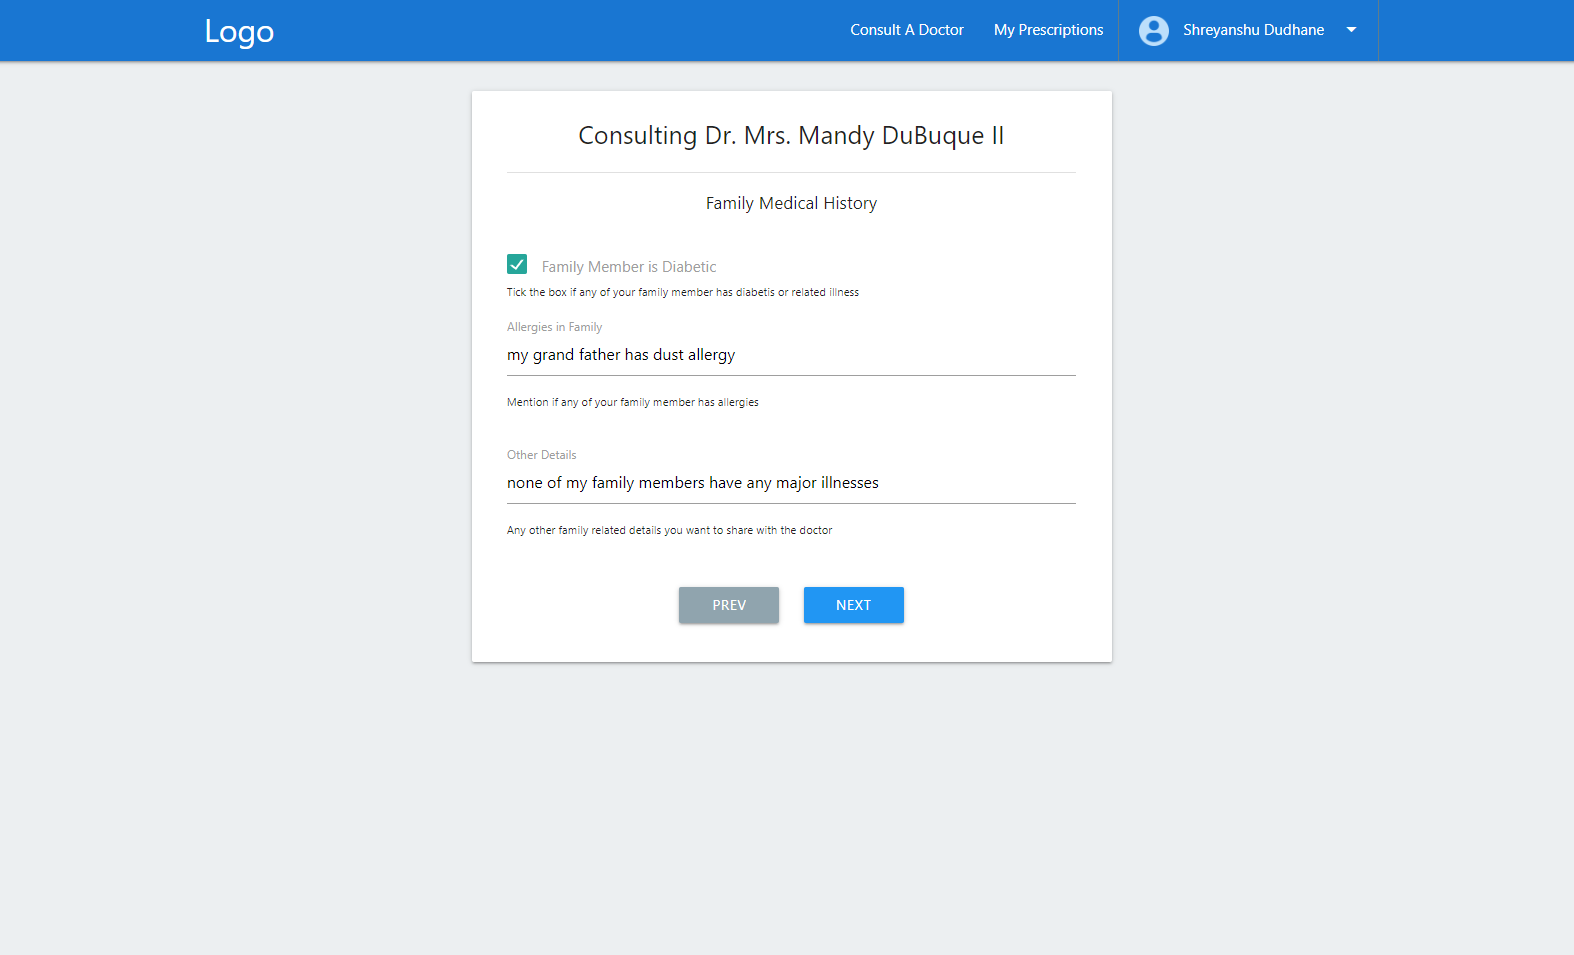 Logo
Consult A Doctor
My Prescriptions
Shreyanshu Dudhane
Consulting Dr. Mrs. Mandy DuBuque II
Family Medical History
Family Member is Diabetic
Tick the box if any of your family member has diabetis or related illness
Allergies in Family
my grand father has dust allergy
Mention if any of your family member has allergies
Other Details
none of my family members have any major illnesses
Any other family related details you want to share with the doctor
PREV
NEXT